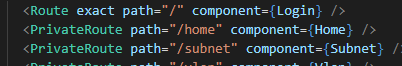 <Route exact path="/" component={Login} />
<PrivateRoute path="/home" component={Home} />
<PrivateRoute path="/subnet" component={Subnet} />